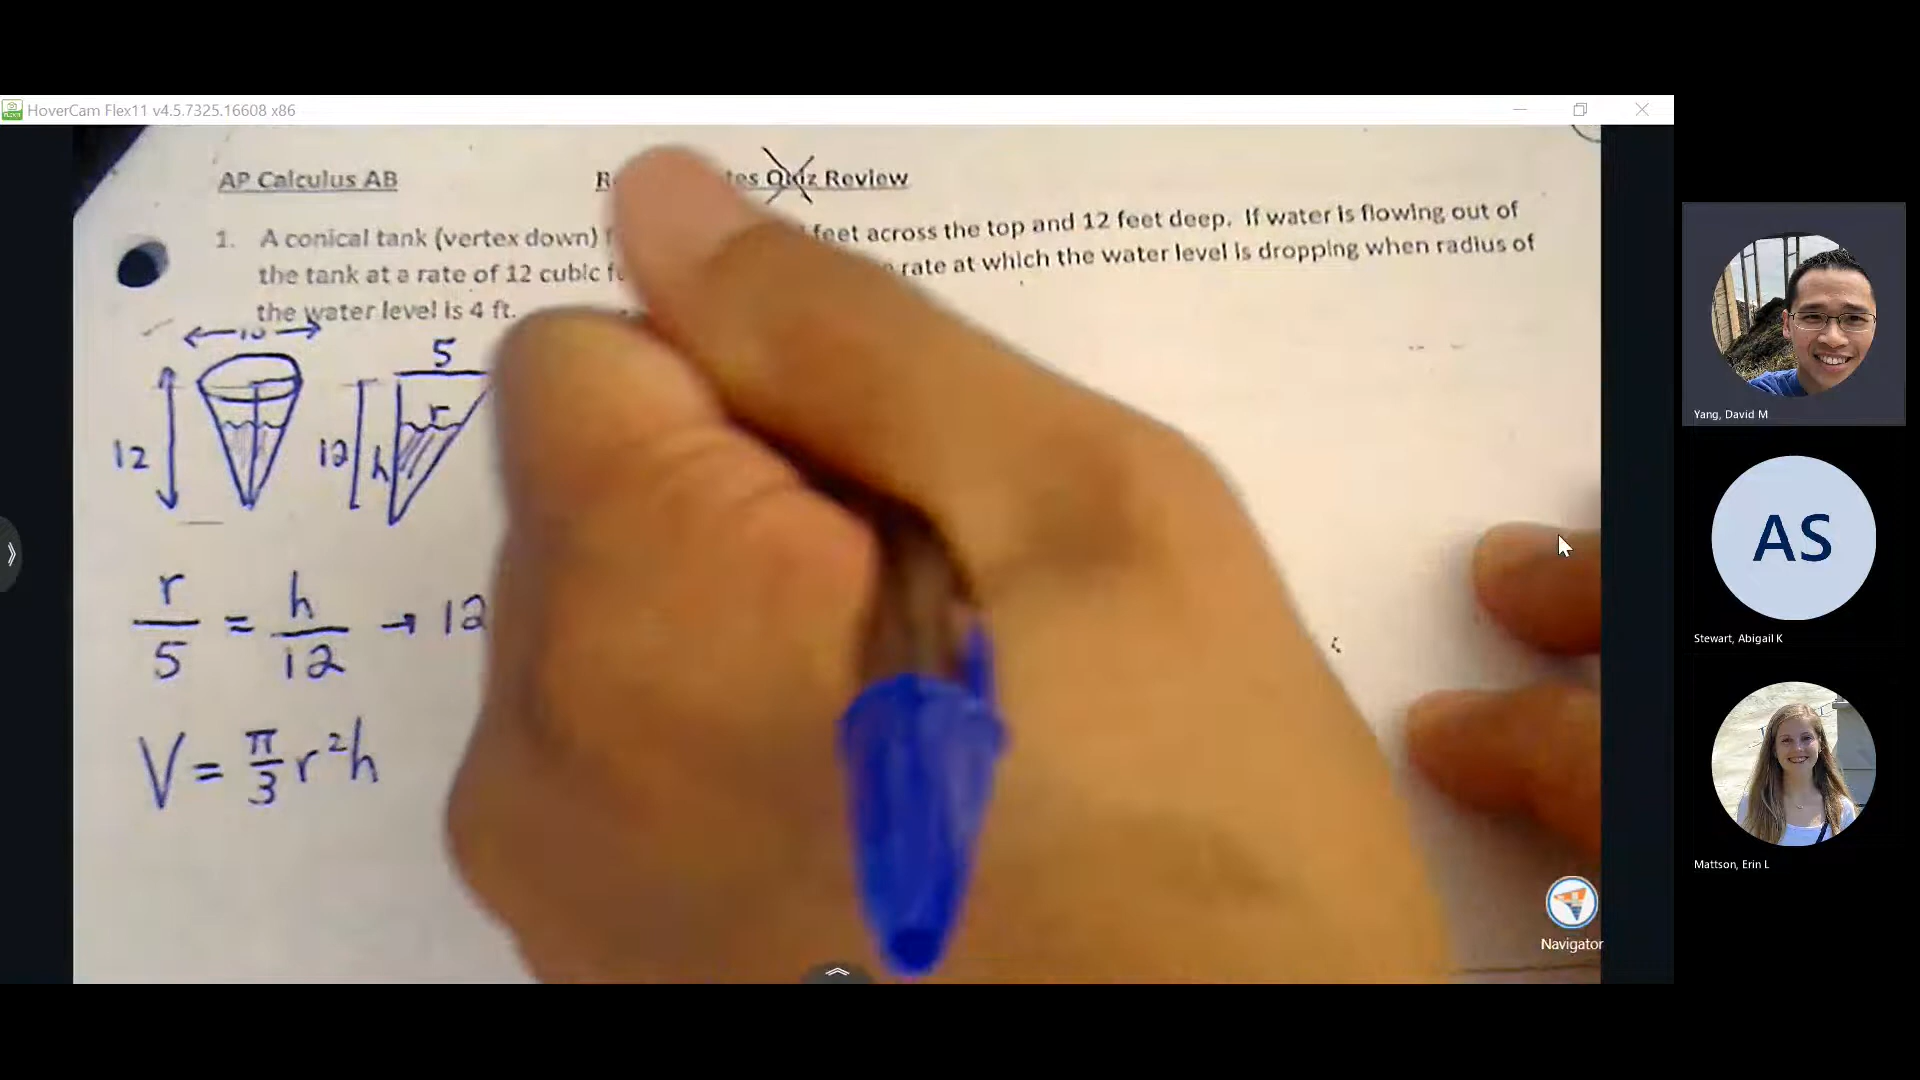 HoverCam Flex11 v4.5.7325.16608 x86
AP Calculus AB
Quiz Review
1. A conical tank (vertex down) feet across the top and 12 feet deep. If water is flowing out of
the tank at a rate of 12 cubic rate at which the water level is dropping when radius of
the water level is 4 ft.
10
5
12
12
h
r
r/5 = h/12 → 12
V = π/3 r²h
Yang, David M
AS
Stewart, Abigail K
Mattson, Erin L
Navigator